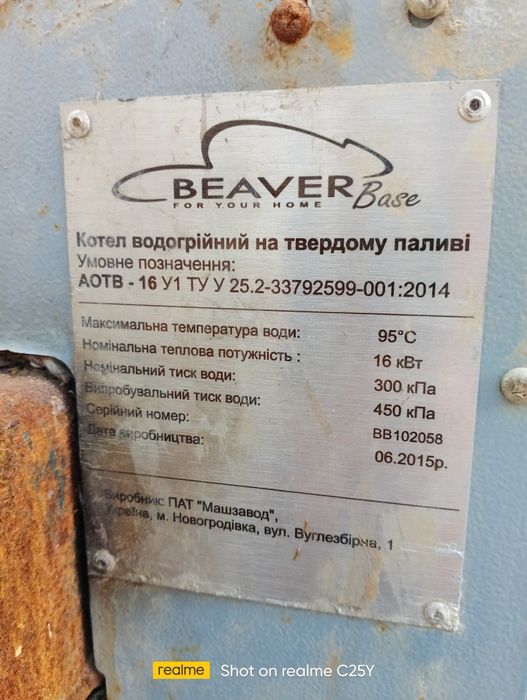 BEAVER
FOR YOUR HOME Base
Котел водогрійний на твердому паливі
Умовне позначення:
АОТВ - 16 У1 ТУ У 25.2-33792599-001:2014
Максимальна температура води: 95°С
Номінальна теплова потужність : 16 кВт
Номінальний тиск води: 300 кПа
Випробувальний тиск води: 450 кПа
Серійний номер: ВВ102058
Дата виробництва: 06.2015р.
Виробник: ПАТ "Машзавод",
Україна, м. Новогродівка, вул. Вуглезбірна, 1
realme Shot on realme C25Y